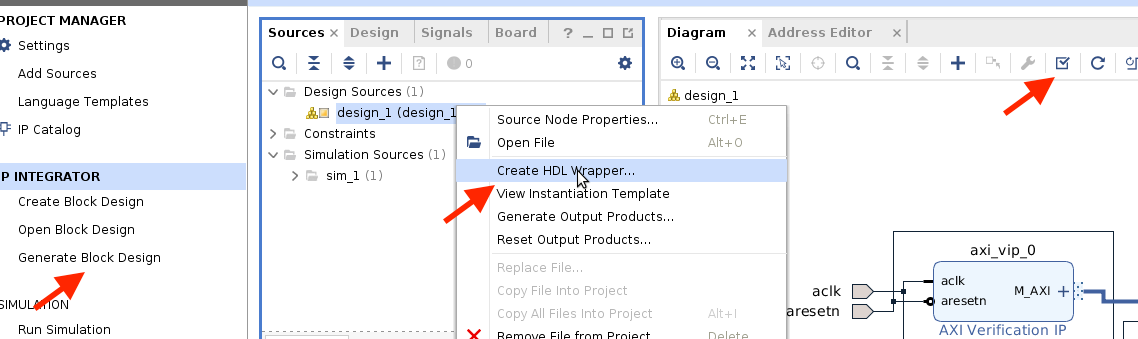 PROJECT MANAGER
Settings
Add Sources
Language Templates
IP Catalog
P INTEGRATOR
Create Block Design
Open Block Design
Generate Block Design
SIMULATION
Run Simulation
Sources × Design Signals Board ? _
0
Design Sources (1)
design_1 (design_1
Constraints
Simulation Sources (1)
sim_1 (1)
Source Node Properties... Ctrl+E
Open File Alt+O
Create HDL Wrapper...
View Instantiation Template
Generate Output Products...
Reset Output Products...
Replace File...
Copy File Into Project
Copy All Files Into Project Alt+I
Remove File from Project... Delete
Diagram × Address Editor ×
design_1
axi_vip_0
aclk
aresetn
aclk
aresetn
M_AXI
AXI Verification IP